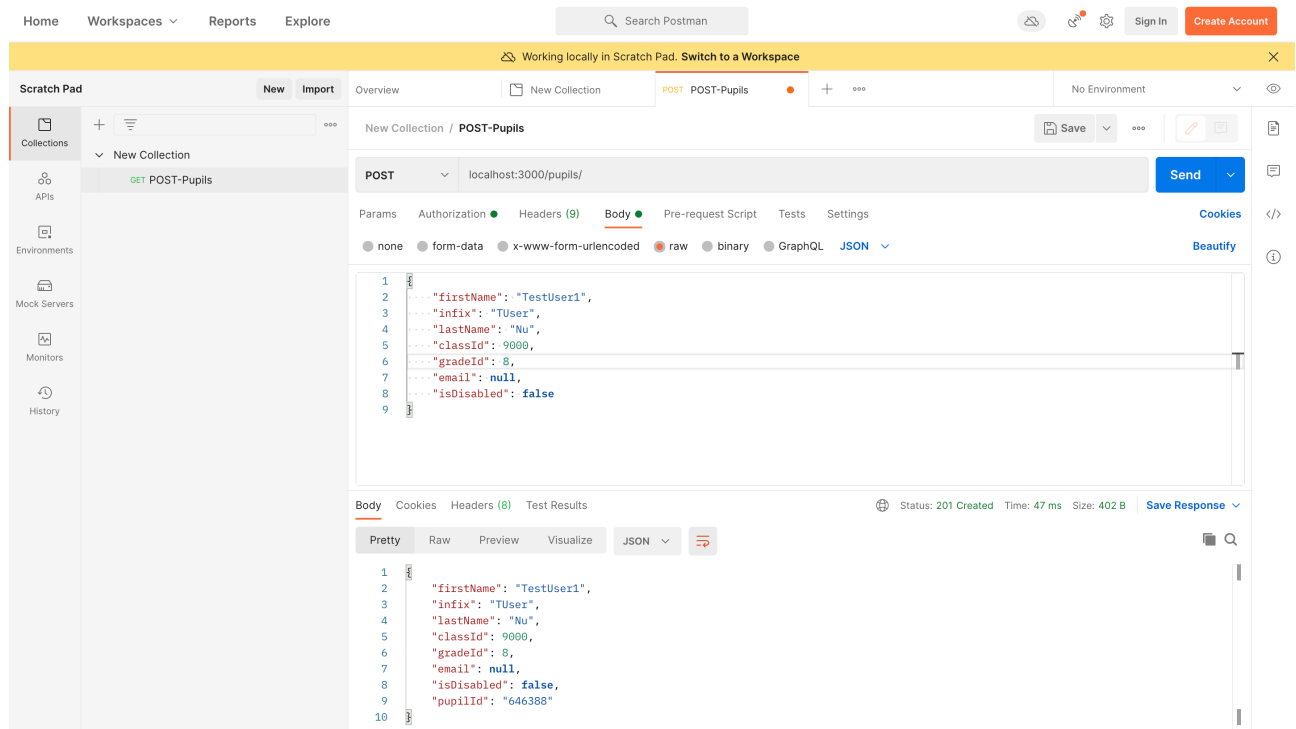 Home Workspaces Reports Explore Search Postman Sign In Create Account
Working locally in Scratch Pad. Switch to a Workspace
Scratch Pad New Import Overview New Collection POST POST-Pupils No Environment
Collections
New Collection / POST-Pupils Save
New Collection
GET POST-Pupils
APIs
Environments
Mock Servers
Monitors
History
POST localhost:3000/pupils/ Send
Params Authorization Headers (9) Body Pre-request Script Tests Settings Cookies
none form-data x-www-form-urlencoded raw binary GraphQL JSON Beautify
1 {
2 "firstName": "TestUser1",
3 "infix": "TUser",
4 "lastName": "Nu",
5 "classId": 9000,
6 "gradeId": 8,
7 "email": null,
8 "isDisabled": false
9 }
Body Cookies Headers (8) Test Results Status: 201 Created Time: 47 ms Size: 402 B Save Response
Pretty Raw Preview Visualize JSON
1 {
2 "firstName": "TestUser1",
3 "infix": "TUser",
4 "lastName": "Nu",
5 "classId": 9000,
6 "gradeId": 8,
7 "email": null,
8 "isDisabled": false,
9 "pupilId": "646388"
10 }